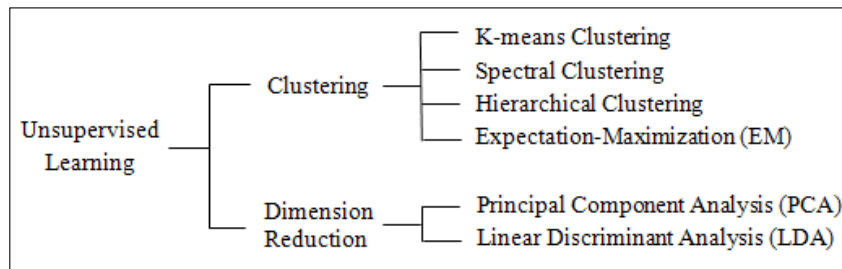 Unsupervised
Learning
Clustering
K-means Clustering
Spectral Clustering
Hierarchical Clustering
Expectation-Maximization (EM)
Dimension
Reduction
Principal Component Analysis (PCA)
Linear Discriminant Analysis (LDA)